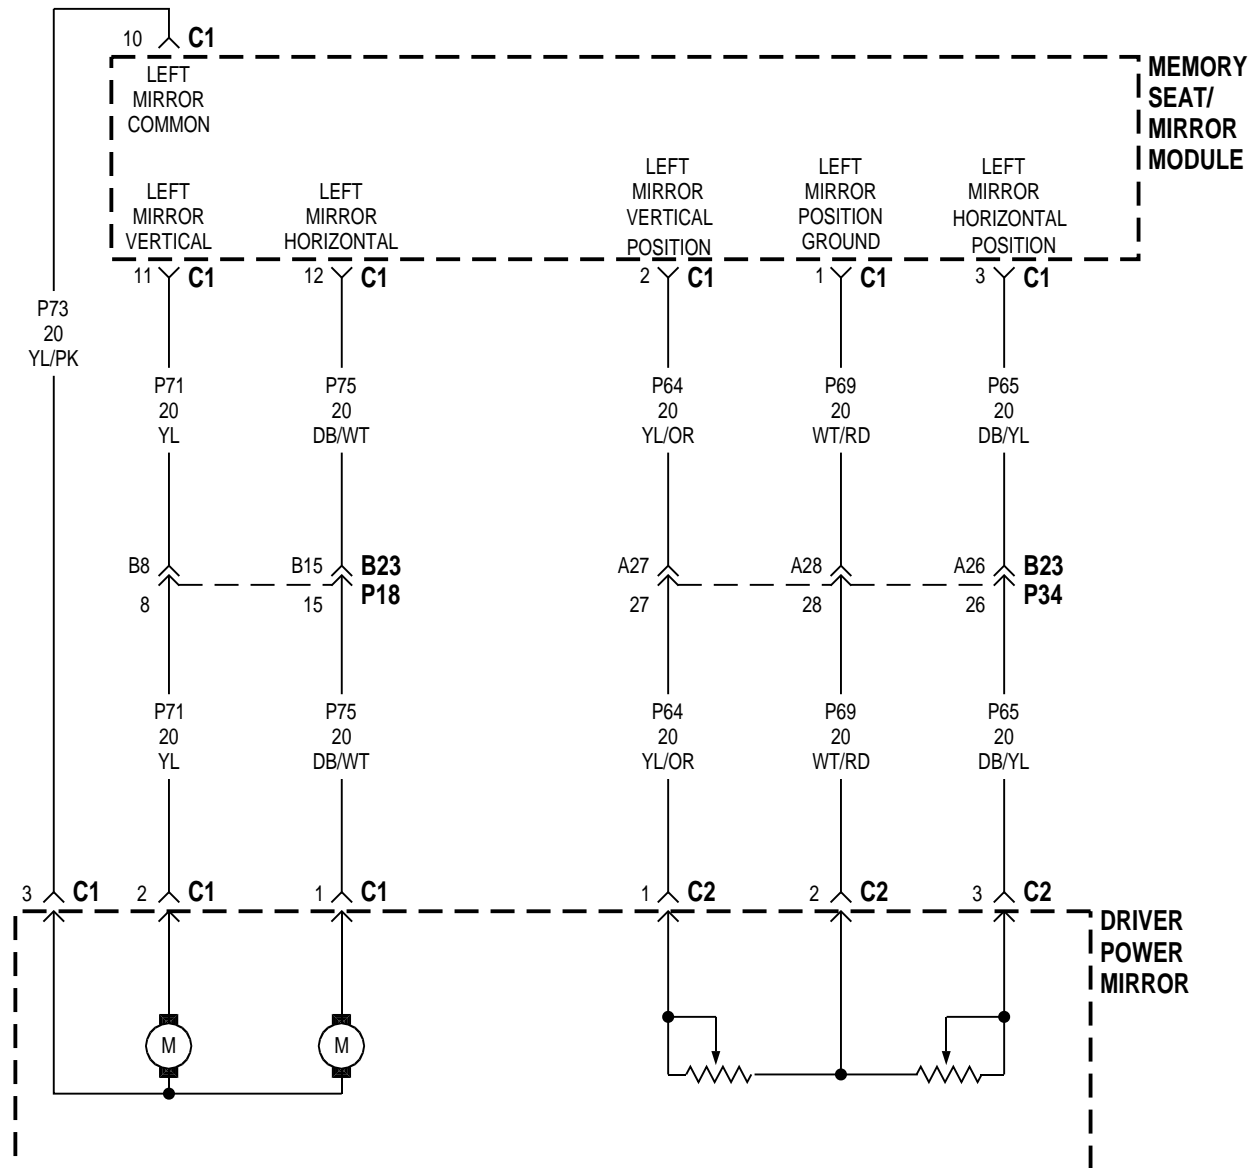 10 C1
LEFT
MIRROR
COMMON
MEMORY
SEAT/
MIRROR
MODULE
LEFT
MIRROR
VERTICAL
LEFT
MIRROR
HORIZONTAL
LEFT
MIRROR
VERTICAL
POSITION
LEFT
MIRROR
POSITION
GROUND
LEFT
MIRROR
HORIZONTAL
POSITION
11 C1
12 C1
2 C1
1 C1
3 C1
P73
20
YL/PK
P71
20
YL
P75
20
DB/WT
P64
20
YL/OR
P69
20
WT/RD
P65
20
DB/YL
B8
8
B15 B23
15 P18
A27
27
A28
28
A26 B23
26 P34
P71
20
YL
P75
20
DB/WT
P64
20
YL/OR
P69
20
WT/RD
P65
20
DB/YL
3 C1
2 C1
1 C1
1 C2
2 C2
3 C2
DRIVER
POWER
MIRROR
M
M